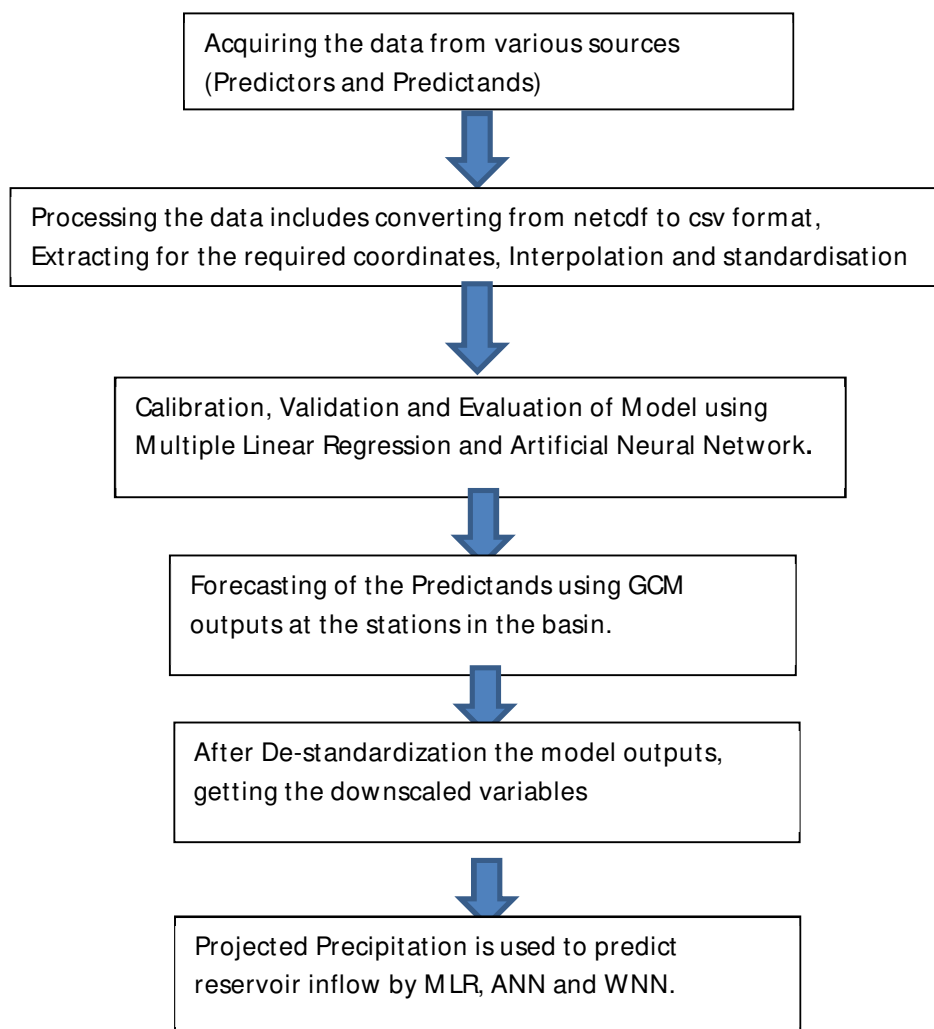 Acquiring the data from various sources
(Predictors and Predictands)
Processing the data includes converting from netcdf to csv format,
Extracting for the required coordinates, Interpolation and standardisation
Calibration, Validation and Evaluation of Model using
Multiple Linear Regression and Artificial Neural Network.
Forecasting of the Predictands using GCM
outputs at the stations in the basin.
After De-standardization the model outputs,
getting the downscaled variables
Projected Precipitation is used to predict
reservoir inflow by MLR, ANN and WNN.